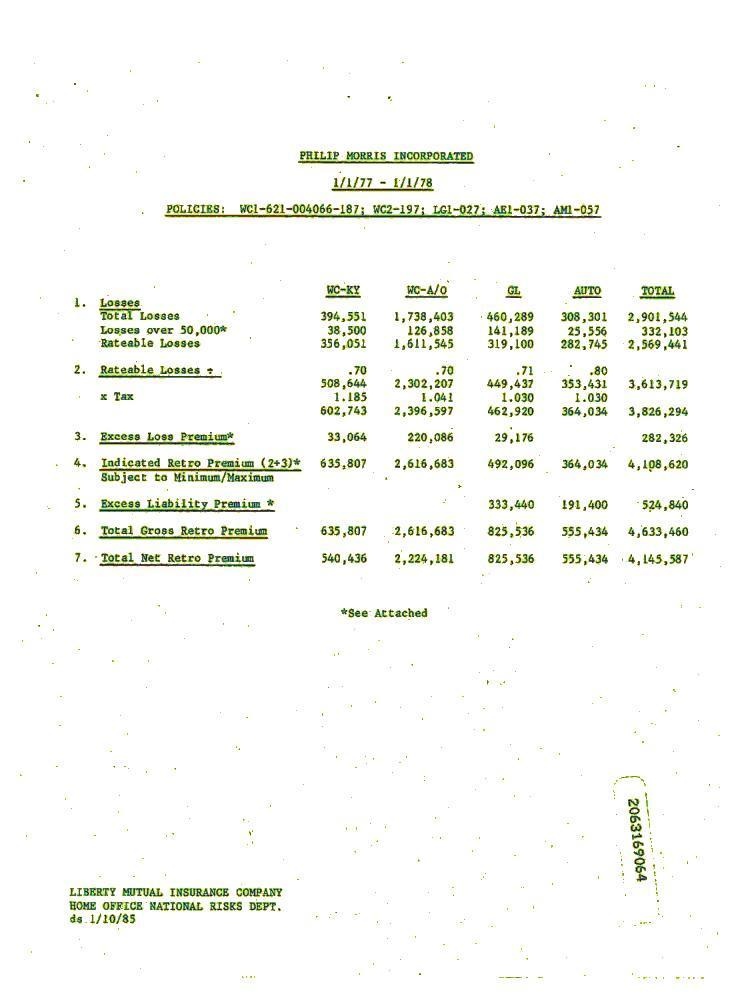 PHILIP MORRIS INCORPORATED
1/1/77 - 1/1/78
POLICIES: WC1-621-004066-187; WC2-197; LG1-027; AE1-037; AM1-057
WC-KY WC-A/O GL AUTO TOTAL
1. Losses
Total Losses 394,551 1,738,403 460,289 308,301 2,901,544
Losses over 50,000* 38,500 126,858 141,189 25,556 332,103
Rateable Losses 356,051 1,611,545 319,100 282,745 2,569,441
2. Rateable Losses ÷ .70 .70 .71 .80
508,644 2,302,207 449,437 353,431 3,613,719
x Tax 1.185 1.041 1.030 1.030
602,743 2,396,597 462,920 364,034 3,826,294
3. Excess Loss Premium* 33,064 220,086 29,176 282,326
4. Indicated Retro Premium (2+3)* 635,807 2,616,683 492,096 364,034 4,108,620
Subject to Minimum/Maximum
5. Excess Liability Premium * 333,440 191,400 524,840
6. Total Gross Retro Premium 635,807 2,616,683 825,536 555,434 4,633,460
7. Total Net Retro Premium 540,436 2,224,181 825,536 555,434 4,145,587
*See Attached
2063169064
LIBERTY MUTUAL INSURANCE COMPANY
HOME OFFICE NATIONAL RISKS DEPT.
ds 1/10/85